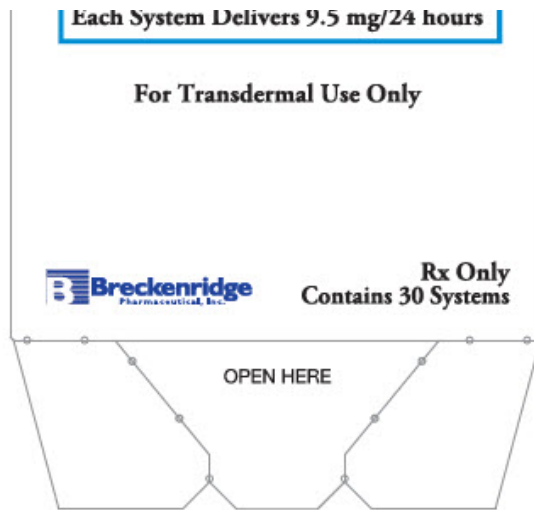 Each System Delivers 9.5 mg/24 hours
For Transdermal Use Only
B Breckenridge
Pharmaceutical, Inc.
Rx Only
Contains 30 Systems
OPEN HERE